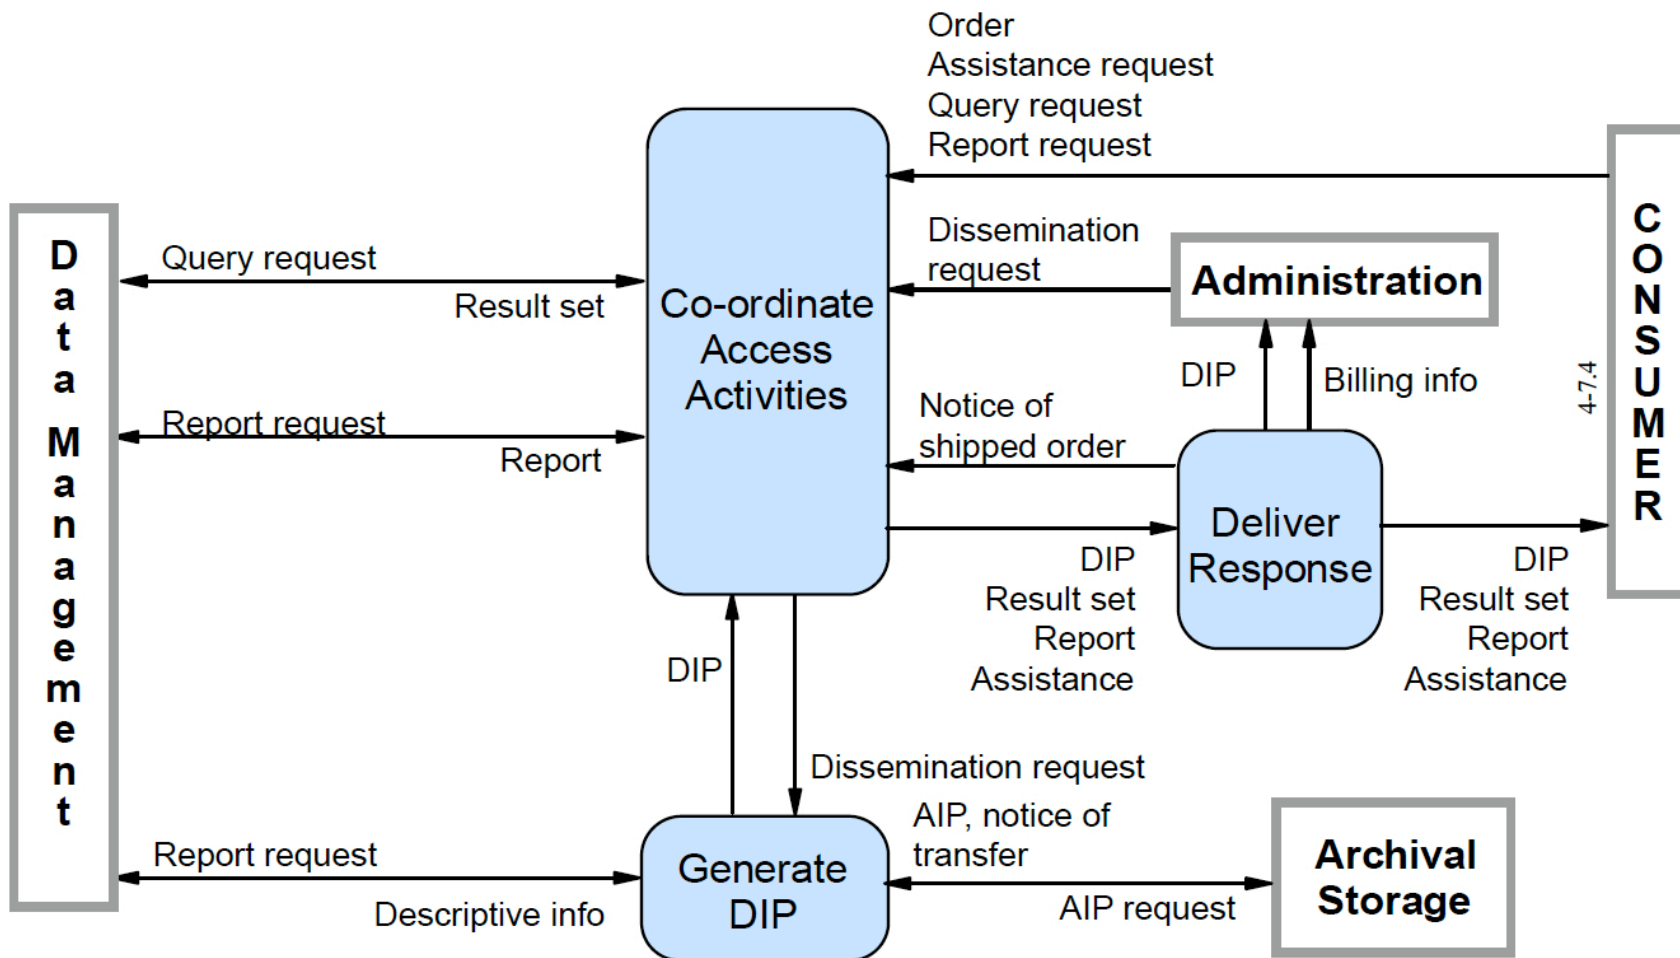 Order
Assistance request
Query request
Report request
CONSUMER
Data Management
Query request
Result set
Co-ordinate
Access
Activities
Dissemination
request
Administration
DIP
Billing info
4-7.4
Report request
Report
Notice of
shipped order
Deliver
Response
DIP
Result set
Report
Assistance
DIP
Result set
Report
Assistance
DIP
Dissemination request
Report request
Descriptive info
Generate
DIP
AIP, notice of
transfer
AIP request
Archival
Storage